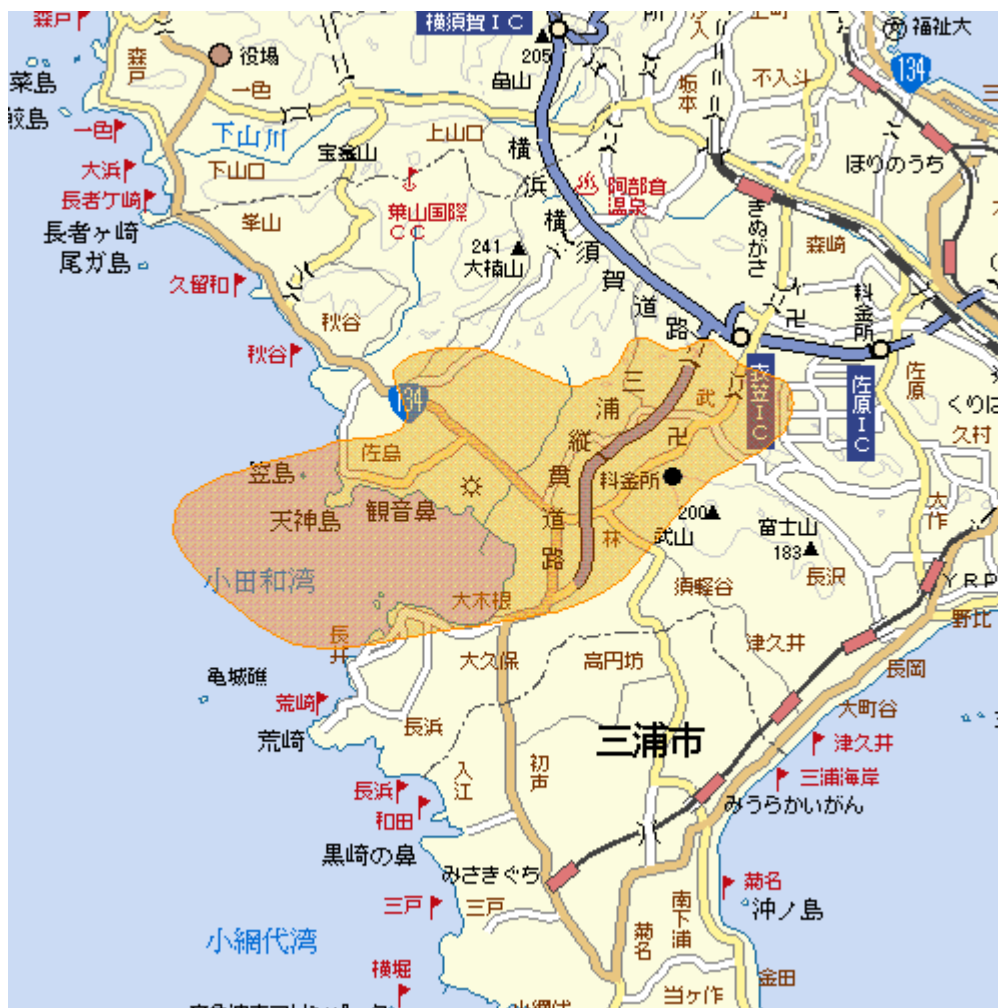 森戸
横須賀IC
205
畠山
福祉大
134
役場
森戸
菜島
一色
不入斗
坂本
一色
下山川
上山口
横
浜
横
須
賀
道
路
ほりのうち
宝金山
大浜
下山口
長者ケ崎
阿部倉
温泉
葉山国際
CC
きぬがさ
峯山
長者ヶ崎
尾ガ島
241
大楠山
森崎
久留和
料金所
秋谷
卍
秋谷
三
浦
縦
貫
道
路
武
衣笠IC
佐原IC
佐原
くりは
久村
134
佐島
卍
笠島
料金所
天神島
観音鼻
200
武山
林
富士山
183
大作
小田和湾
大木根
須軽谷
長沢
YRP
野比
長井
津久井
大久保
高円坊
長岡
亀城礁
荒崎
大町谷
荒崎
長浜
三浦市
津久井
初声
入江
三浦海岸
長浜
和田
みうらかいがん
黒崎の鼻
みさきぐち
菊名
三戸
三戸
沖ノ島
南下浦
菊名
小網代湾
横堀
金田
当ケ作